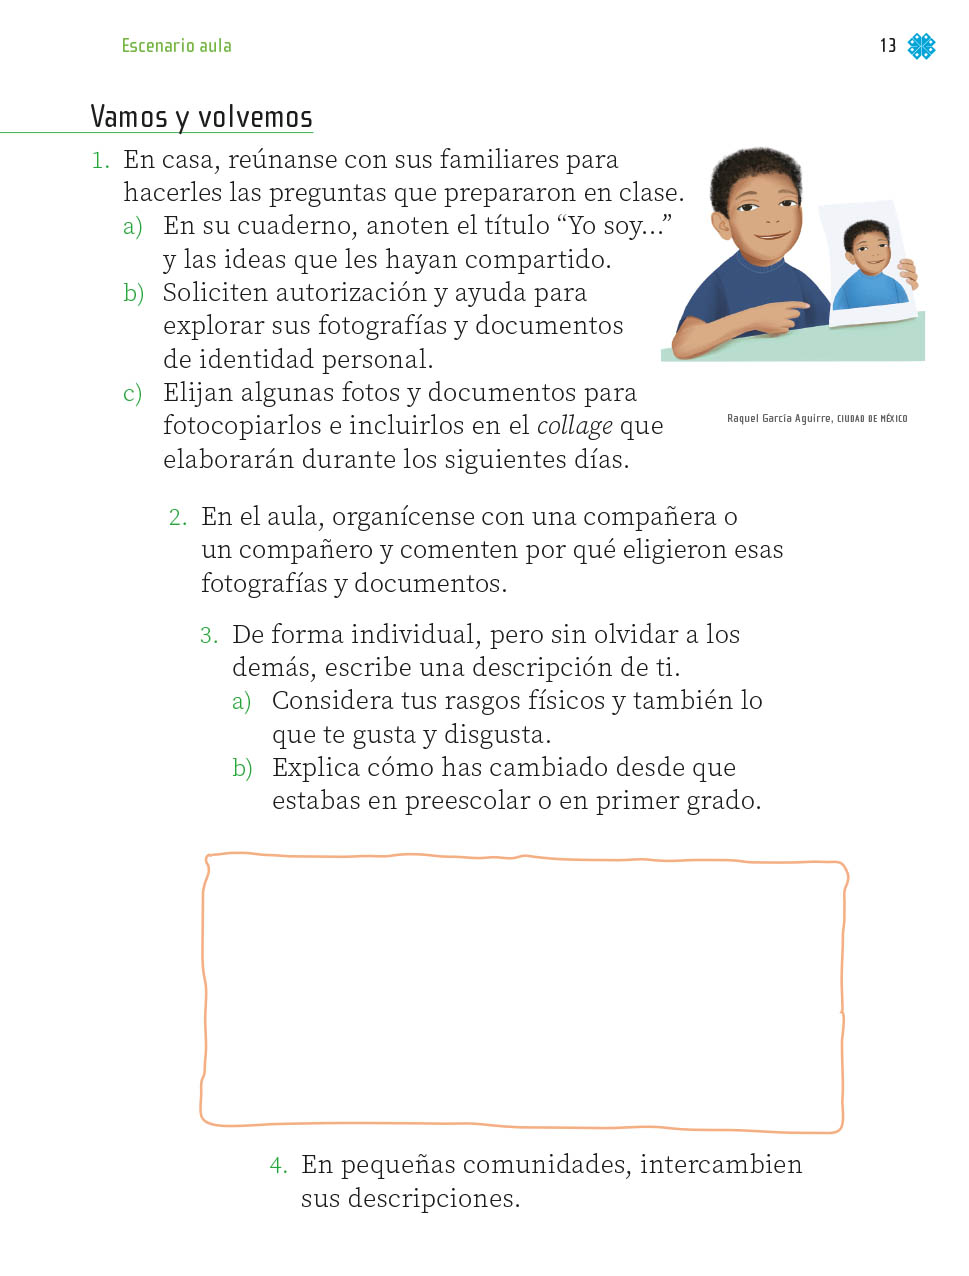 Escenario aula
13
Vamos y volvemos
1. En casa, reúnanse con sus familiares para
hacerles las preguntas que prepararon en clase.
a) En su cuaderno, anoten el título “Yo soy...”
y las ideas que les hayan compartido.
b) Soliciten autorización y ayuda para
explorar sus fotografías y documentos
de identidad personal.
c) Elijan algunas fotos y documentos para
fotocopiarlos e incluirlos en el collage que
elaborarán durante los siguientes días.
Raquel García Aguirre, CIUDAD DE MÉXICO
2. En el aula, organícense con una compañera o
un compañero y comenten por qué eligieron esas
fotografías y documentos.
3. De forma individual, pero sin olvidar a los
demás, escribe una descripción de ti.
a) Considera tus rasgos físicos y también lo
que te gusta y disgusta.
b) Explica cómo has cambiado desde que
estabas en preescolar o en primer grado.
4. En pequeñas comunidades, intercambien
sus descripciones.